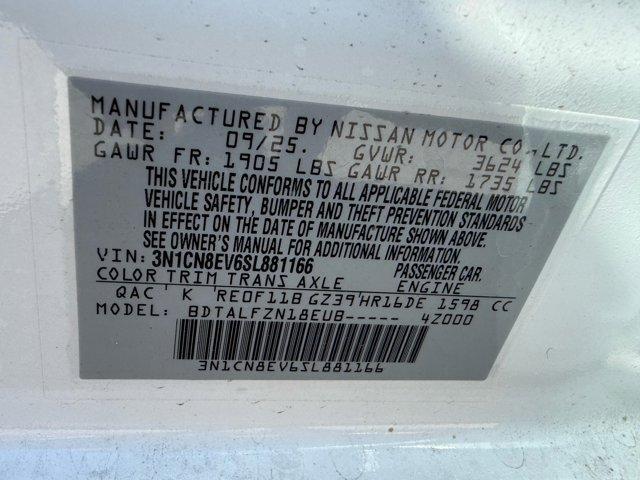 MANUFACTURED BY NISSAN MOTOR CO.,LTD.
DATE: 09/25. GVWR: 3624 LBS
GAWR FR: 1905 LBS GAWR RR: 1735 LBS
THIS VEHICLE CONFORMS TO ALL APPLICABLE FEDERAL MOTOR
VEHICLE SAFETY, BUMPER AND THEFT PREVENTION STANDARDS
IN EFFECT ON THE DATE OF MANUFACTURE SHOWN ABOVE.
SEE OWNER'S MANUAL FOR ADDITIONAL INFORMATION.
VIN: 3N1CN8EV6SL881166 PASSENGER CAR.
COLOR TRIM TRANS AXLE ENGINE
QAC K RE0F11B GZ39 HR16DE 1598 CC
MODEL: BDTALFZN18EUB----- 4Z000
3N1CN8EV6SL881166